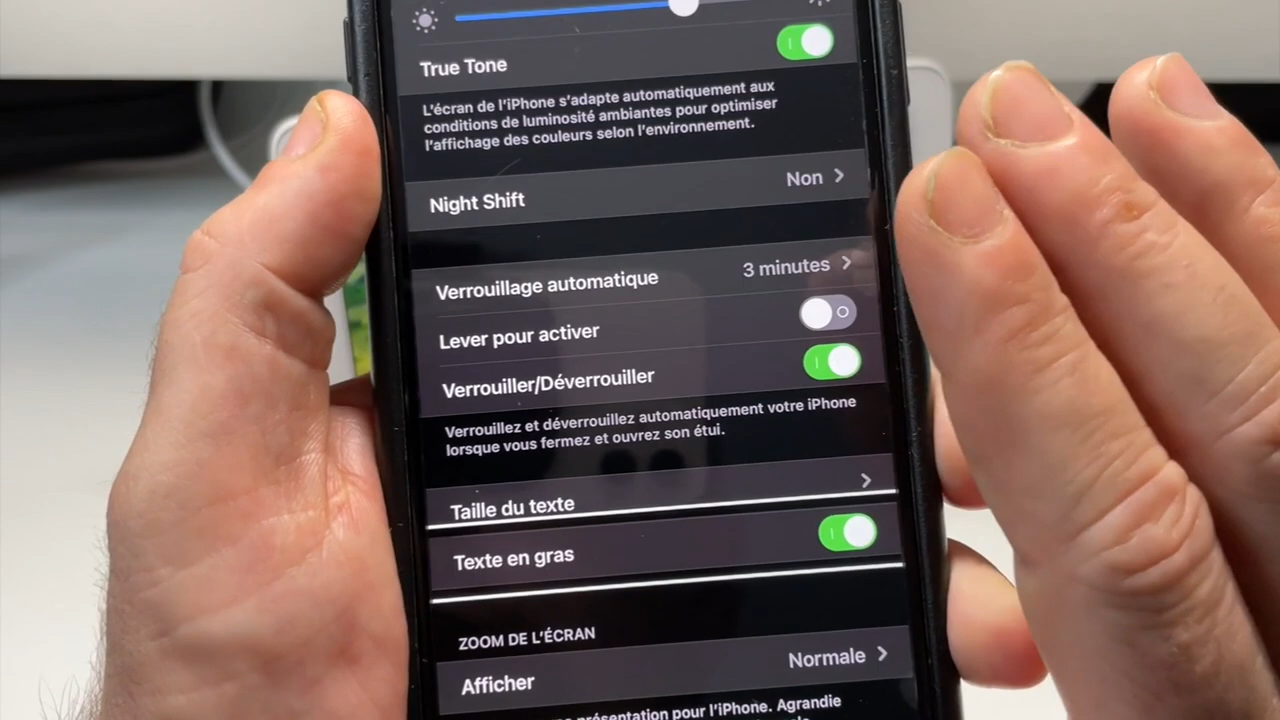 True Tone
L'écran de l'iPhone s'adapte automatiquement aux
conditions de luminosité ambiantes pour optimiser
l'affichage des couleurs selon l'environnement.
Night Shift Non
Verrouillage automatique 3 minutes
Lever pour activer
Verrouiller/Déverrouiller
Verrouillez et déverrouillez automatiquement votre iPhone
lorsque vous fermez et ouvrez son étui.
Taille du texte
Texte en gras
ZOOM DE L'ÉCRAN
Afficher Normale
présentation pour l'iPhone. Agrandie